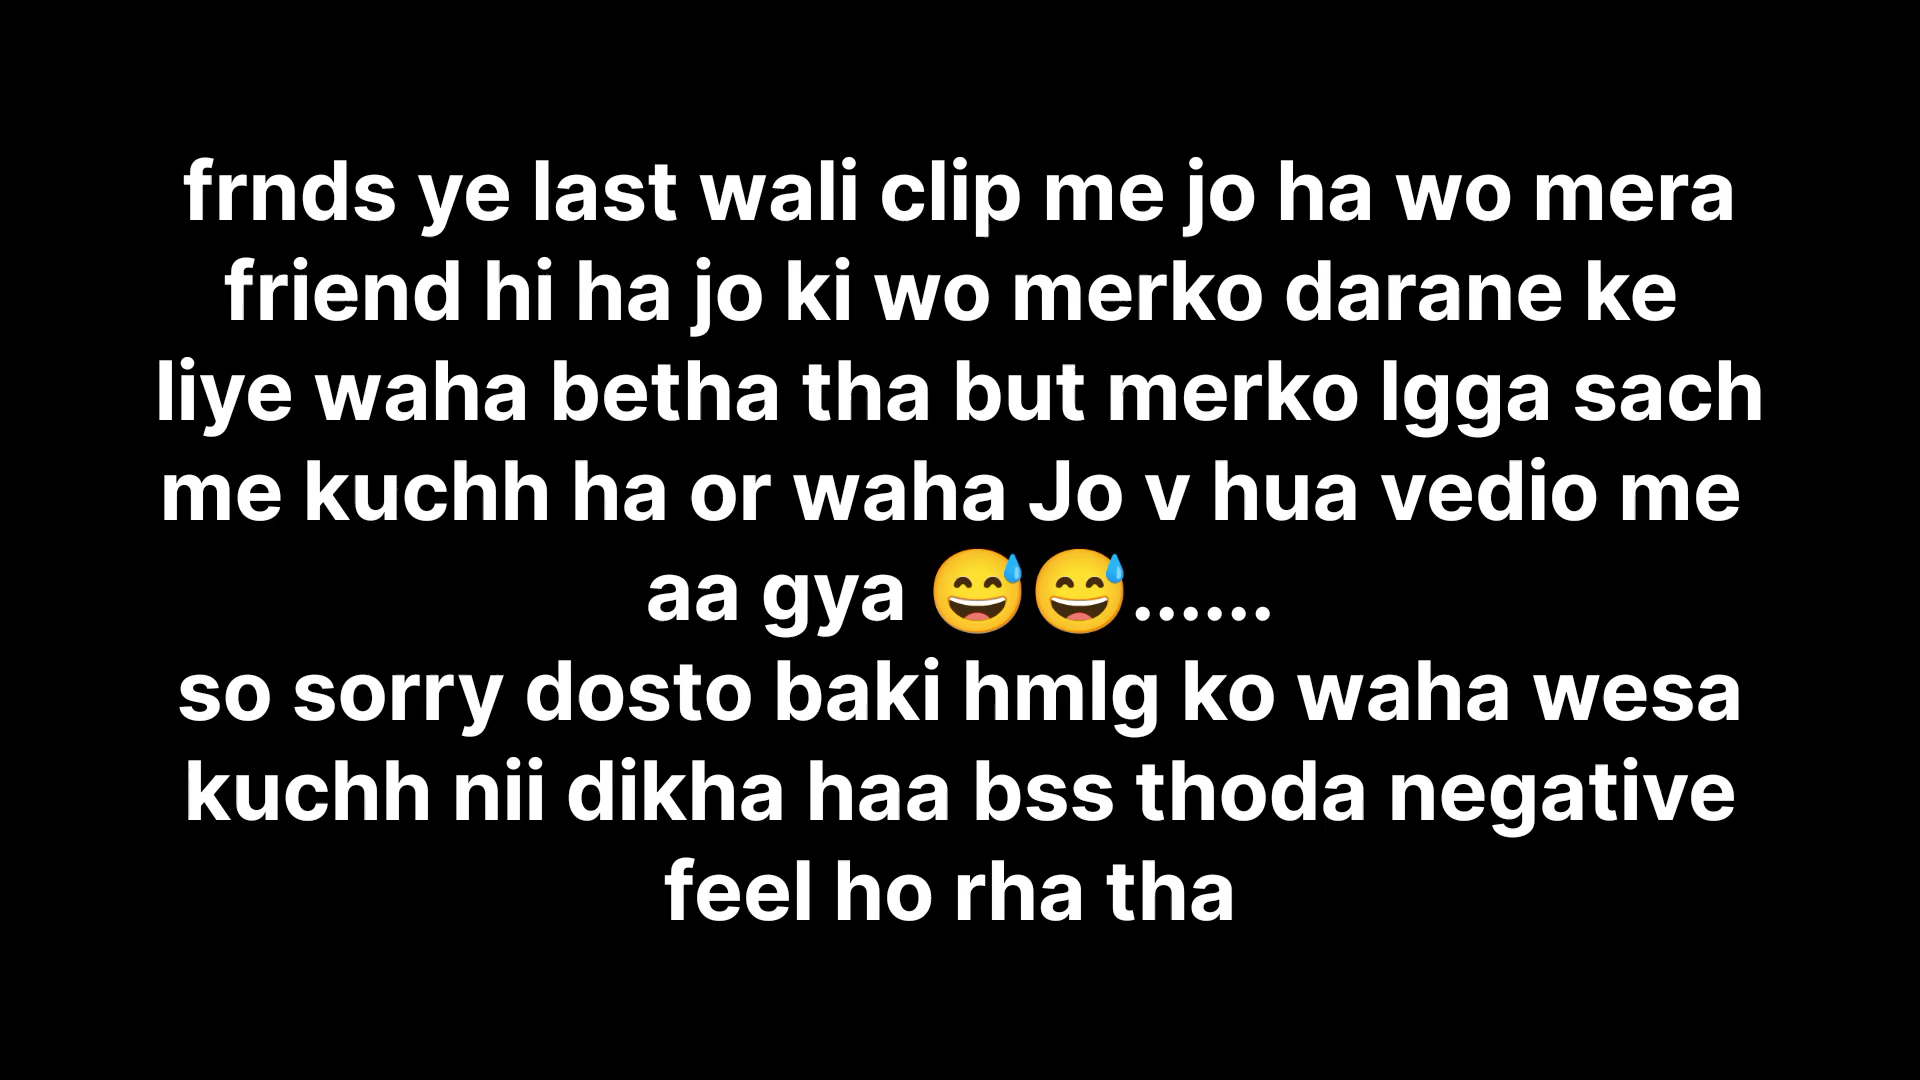 frnds ye last wali clip me jo ha wo mera
friend hi ha jo ki wo merko darane ke
liye waha betha tha but merko lgga sach
me kuchh ha or waha Jo v hua vedio me
aa gya 😅😅......
so sorry dosto baki hmlg ko waha wesa
kuchh nii dikha haa bss thoda negative
feel ho rha tha